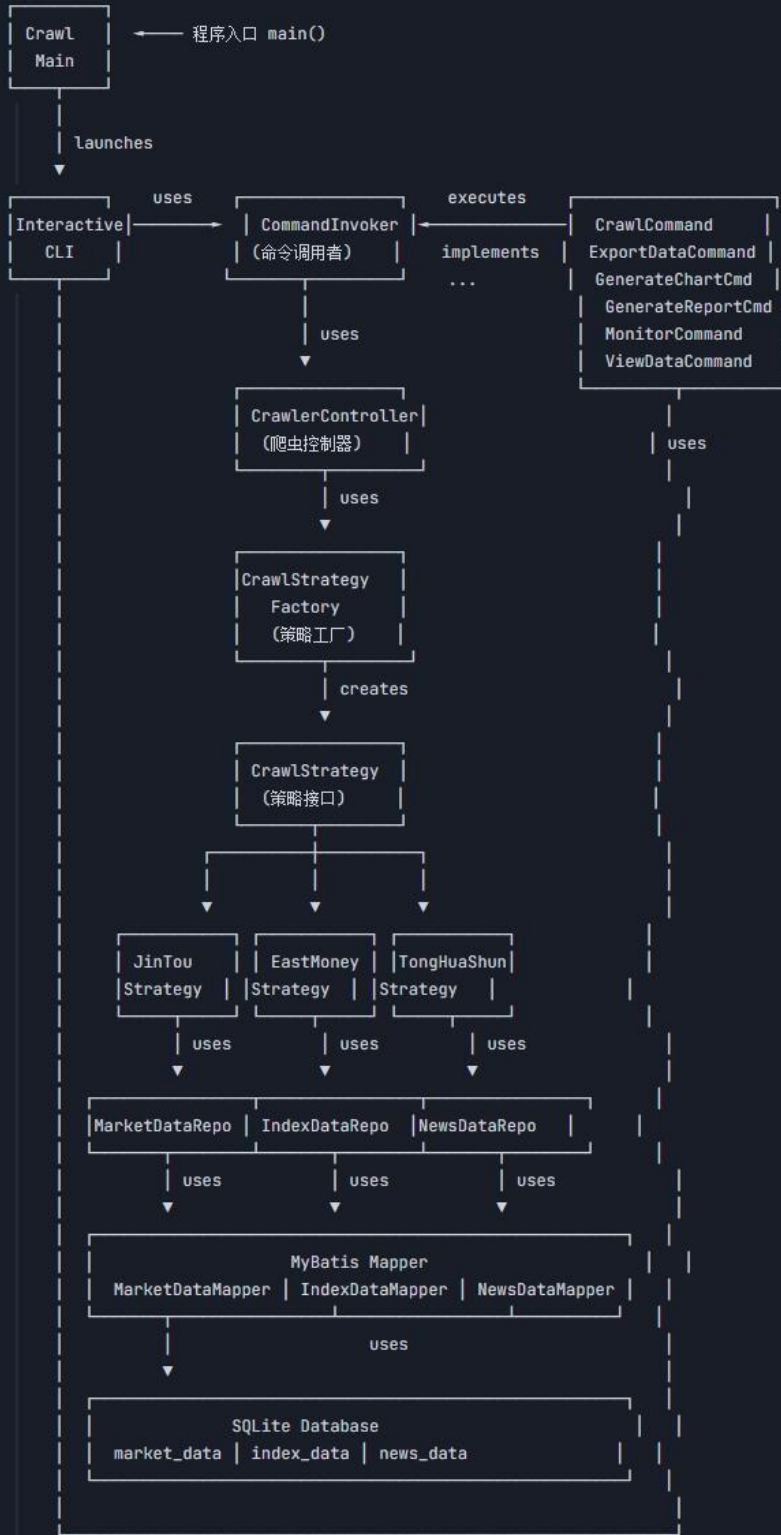 Crawl 程序入口 main()
Main
launches
uses executes
Interactive CommandInvoker CrawlCommand
CLI (命令调用者) implements ExportDataCommand
... GenerateChartCmd
GenerateReportCmd
uses MonitorCommand
ViewDataCommand
CrawlerController
(爬虫控制器) uses
uses
CrawlStrategy
Factory
(策略工厂)
creates
CrawlStrategy
(策略接口)
JinTou EastMoney TongHuaShun
Strategy Strategy Strategy
uses uses uses
MarketDataRepo IndexDataRepo NewsDataRepo
uses uses uses
MyBatis Mapper
MarketDataMapper IndexDataMapper NewsDataMapper
uses
SQLite Database
market_data index_data news_data